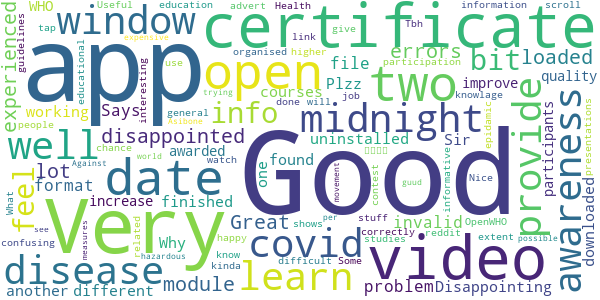 WHO Useful education advert Health information scroll
tap window Tbh link give certificate
guidelines experienced app organised higher participation errors bit loaded
educational interesting expensive use trying open courses file two Plzz improve quality
working Says info job knowlage
people disappointed midnight provide awareness
well general done will Sir participants
chance awarded uninstalled epidemic presentations
lot date one found
What feel format world watch contest
Very increase finished Good informative downloaded
Against Great movement invalid Nice
see Why shows covid stuff correctly OpenWHO
confusing measures related happy studies reddit extent possible
disease know video
module kinda learn difficult Some per guud problem Disappointing
another different hazardous
Asibone